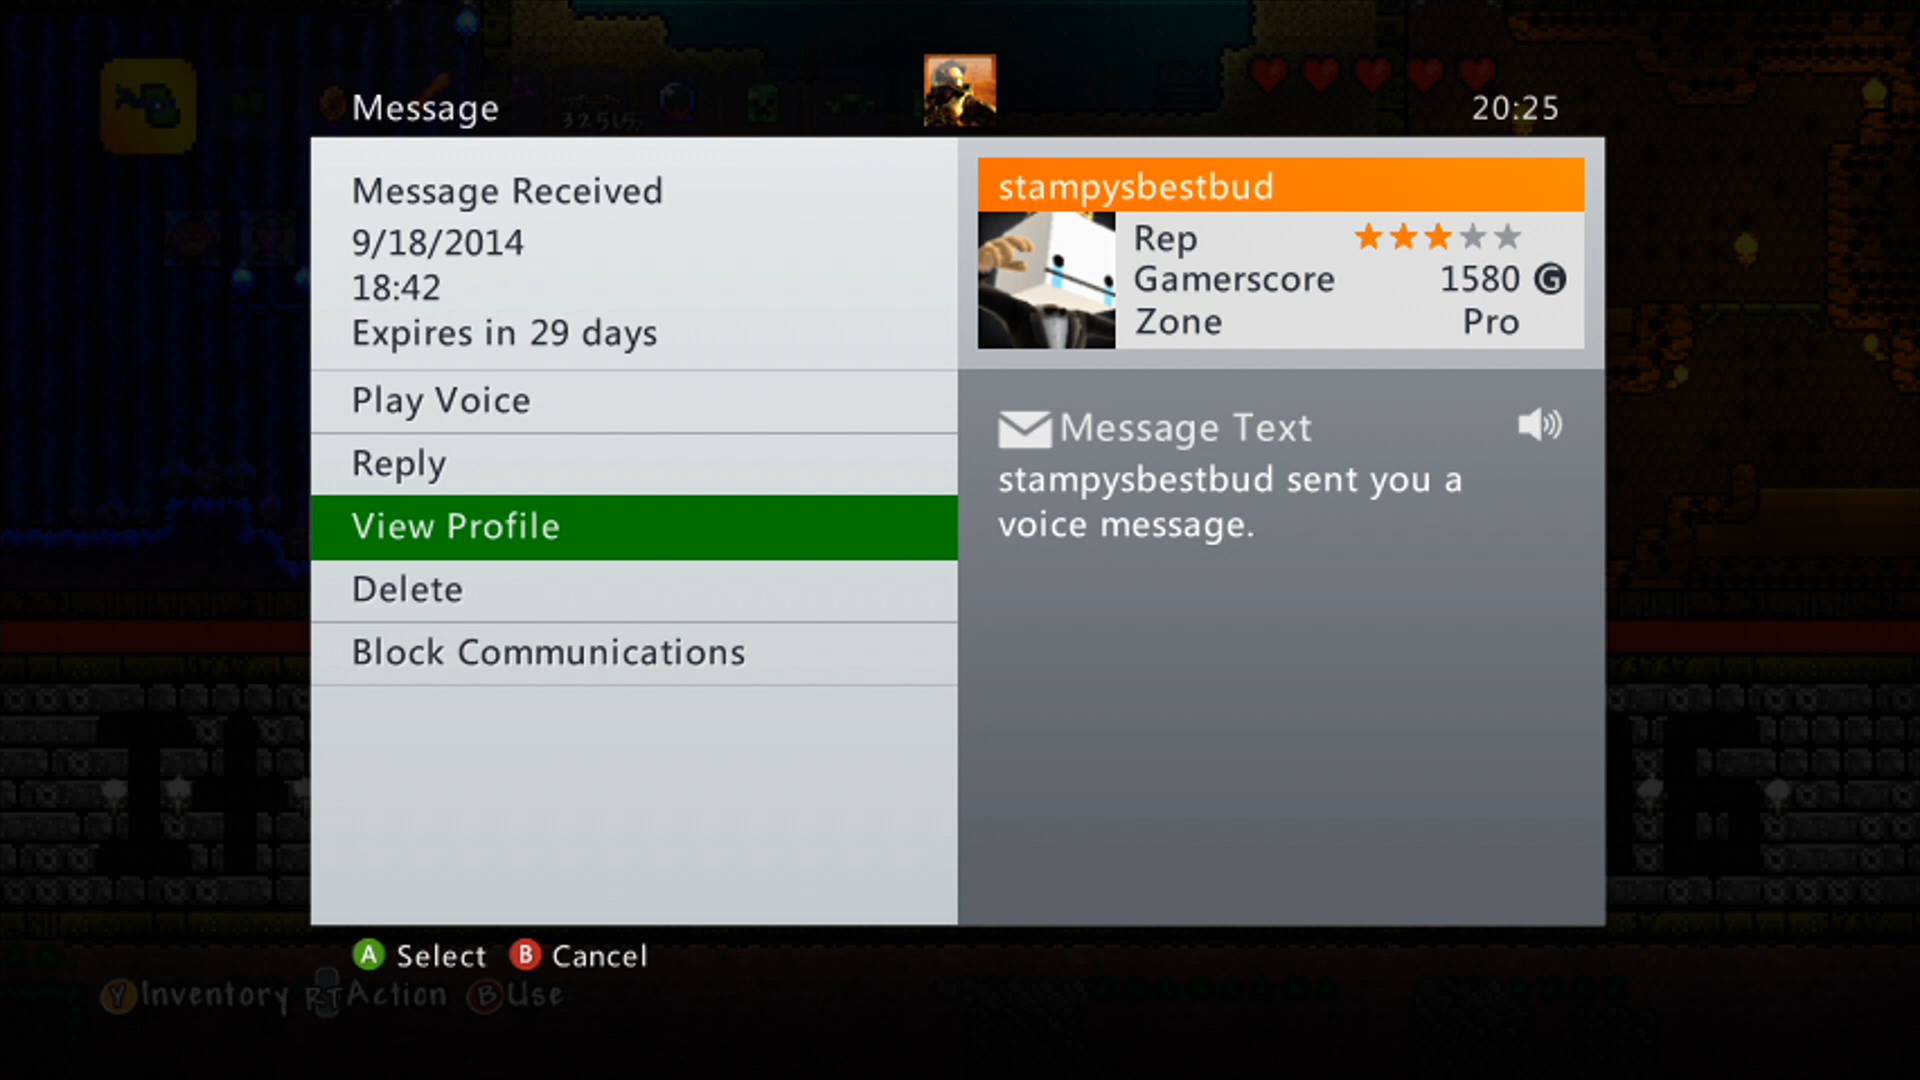 Message
20:25
Message Received
9/18/2014
18:42
Expires in 29 days
Play Voice
Reply
View Profile
Delete
Block Communications
stampysbestbud
Rep
Gamerscore 1580 G
Zone Pro
Message Text
stampysbestbud sent you a
voice message.
A Select B Cancel
Y Inventory RT Action B Use